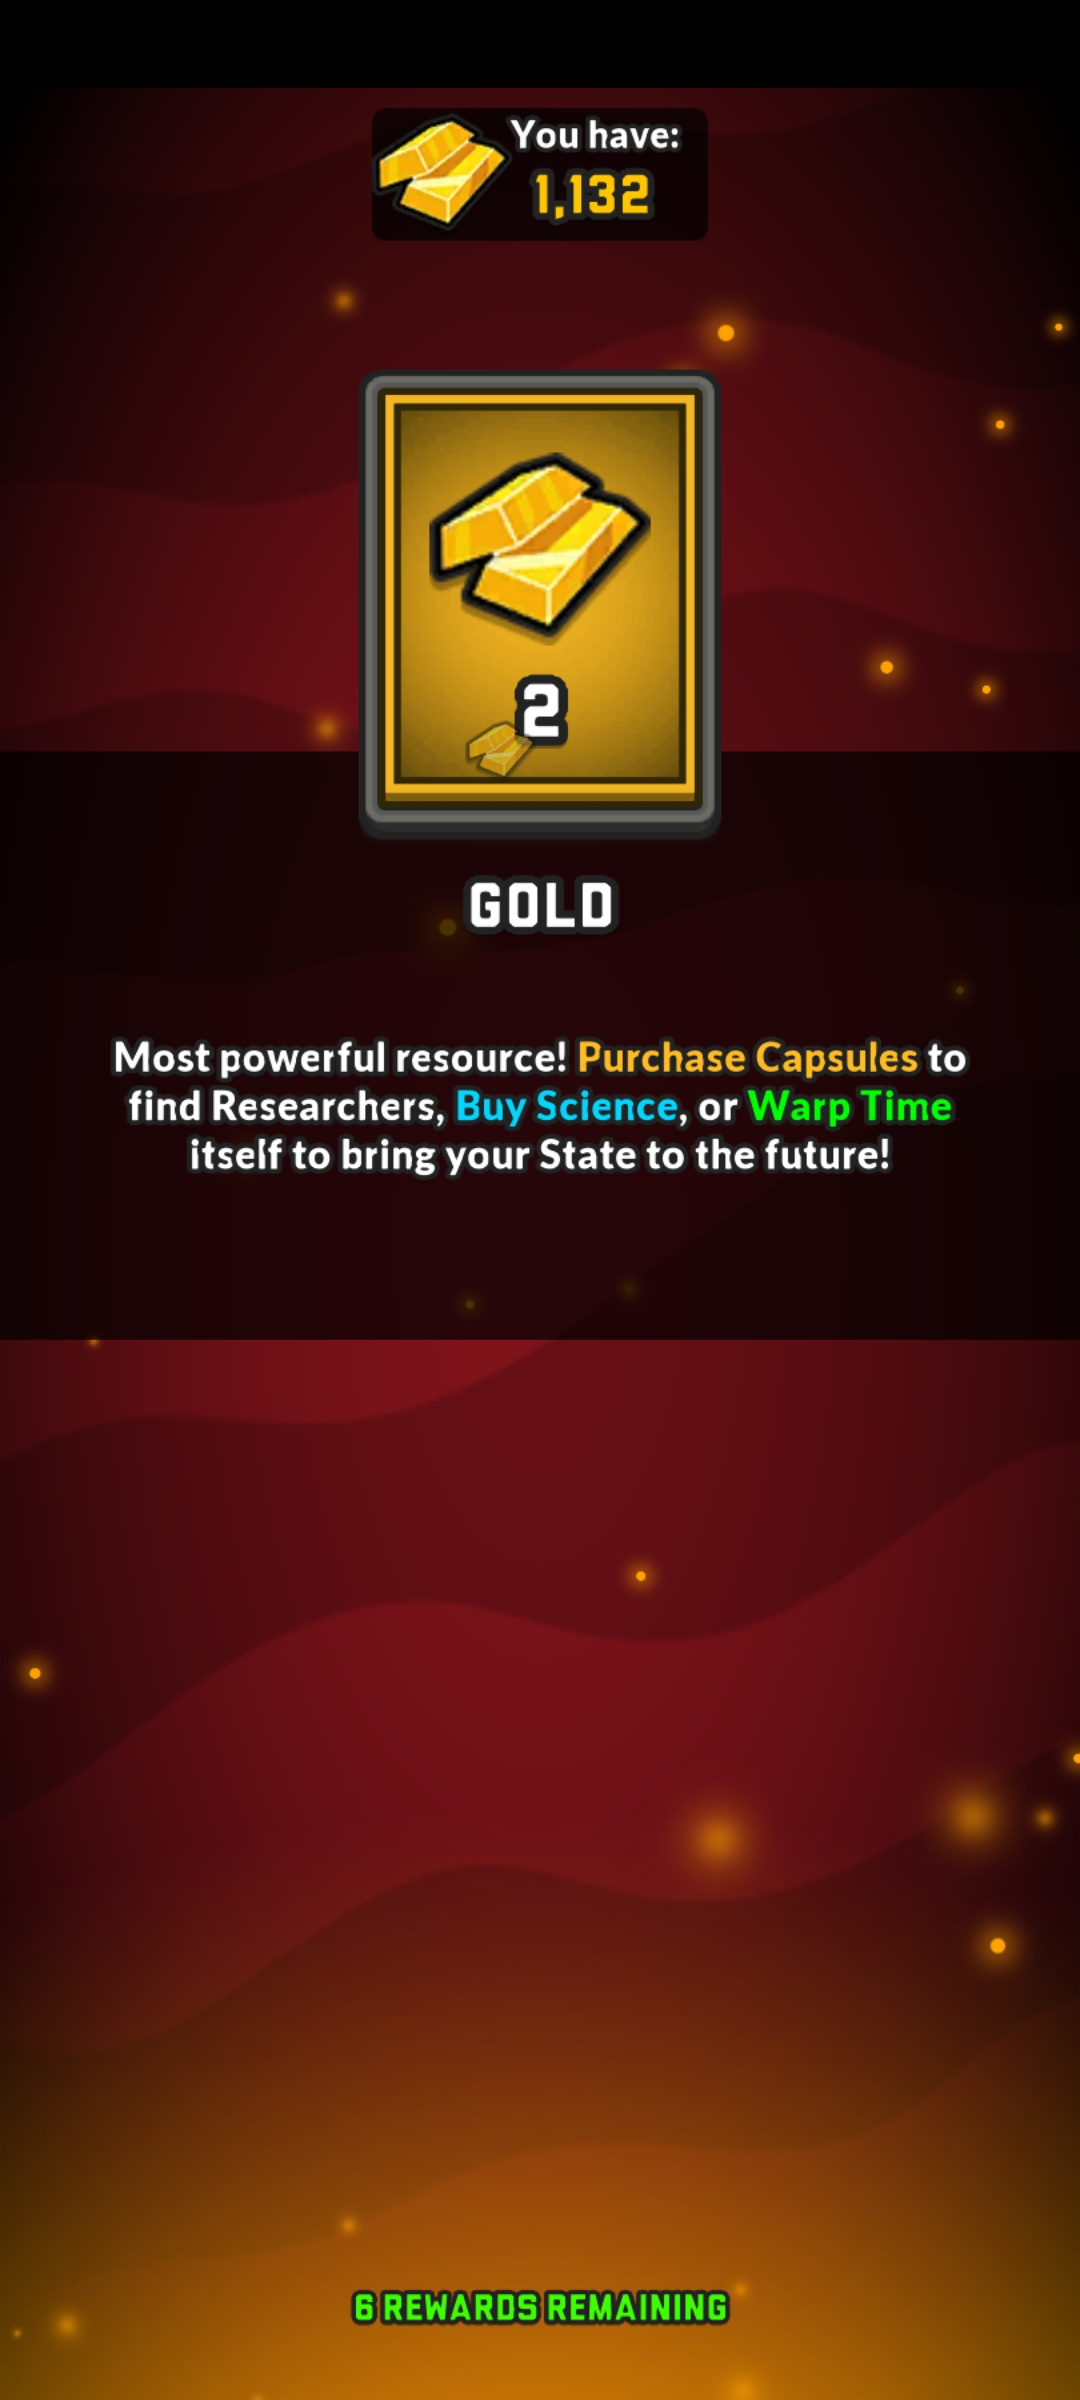 You have:
1,132
2
GOLD
Most powerful resource! Purchase Capsules to
find Researchers, Buy Science, or Warp Time
itself to bring your State to the future!
6 REWARDS REMAINING